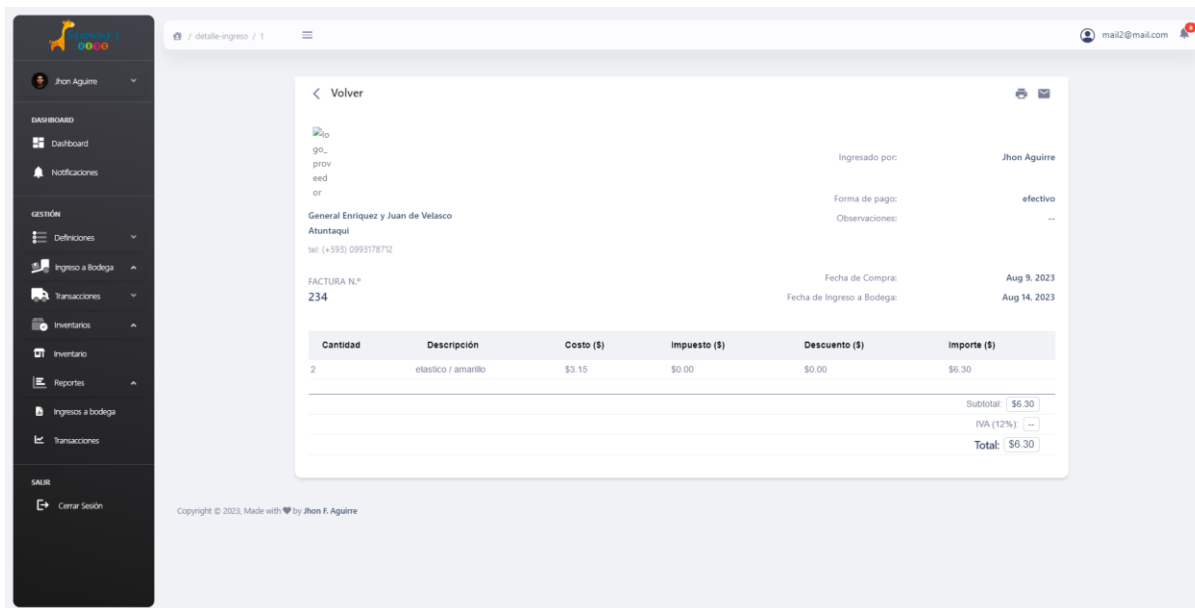 / detalle-ingreso / 1
mail2@mail.com
Jhon Aguirre
DASHBOARD
Dashboard
Notificaciones
GESTIÓN
Definiciones
Ingreso a Bodega
Transacciones
Inventarios
Inventario
Reportes
Ingresos a bodega
Transacciones
SALIR
Cerrar Sesión
Volver
lo
go_
prov
eed
or
General Enriquez y Juan de Velasco
Atuntaqui
tel: (+593) 0993178712
FACTURA N.º
234
Ingresado por: Jhon Aguirre
Forma de pago: efectivo
Observaciones: --
Fecha de Compra: Aug 9, 2023
Fecha de Ingreso a Bodega: Aug 14, 2023
Cantidad Descripción Costo ($) Impuesto ($) Descuento ($) Importe ($)
2 elastico / amarillo $3.15 $0.00 $0.00 $6.30
Subtotal: $6.30
IVA (12%): --
Total: $6.30
Copyright © 2023, Made with by Jhon F. Aguirre